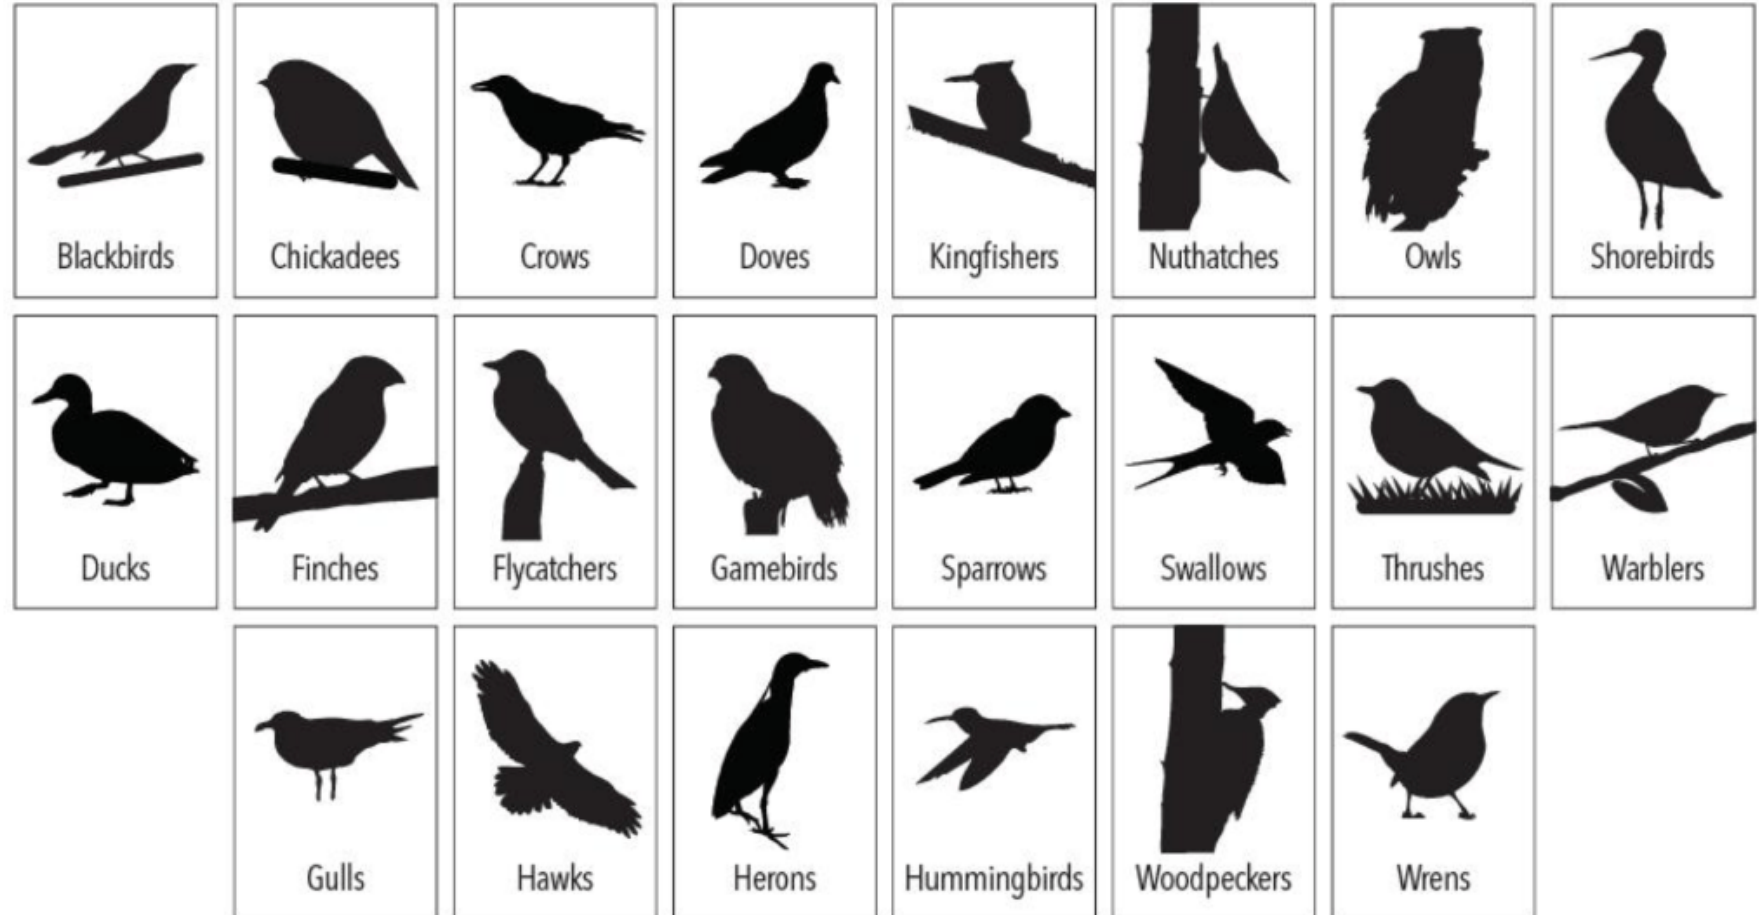 Blackbirds
Chickadees
Crows
Doves
Kingfishers
Nuthatches
Owls
Shorebirds
Ducks
Finches
Flycatchers
Gamebirds
Sparrows
Swallows
Thrushes
Warblers
Gulls
Hawks
Herons
Hummingbirds
Woodpeckers
Wrens